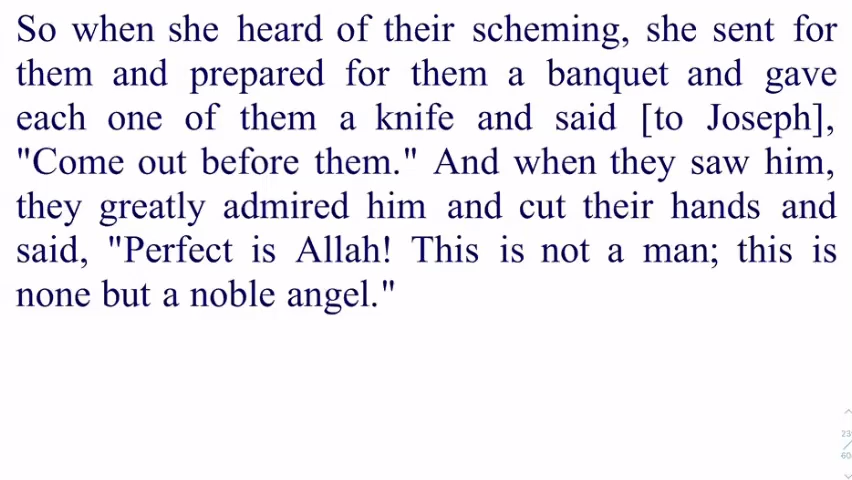 So when she heard of their scheming, she sent for
them and prepared for them a banquet and gave
each one of them a knife and said [to Joseph],
"Come out before them." And when they saw him,
they greatly admired him and cut their hands and
said, "Perfect is Allah! This is not a man; this is
none but a noble angel."